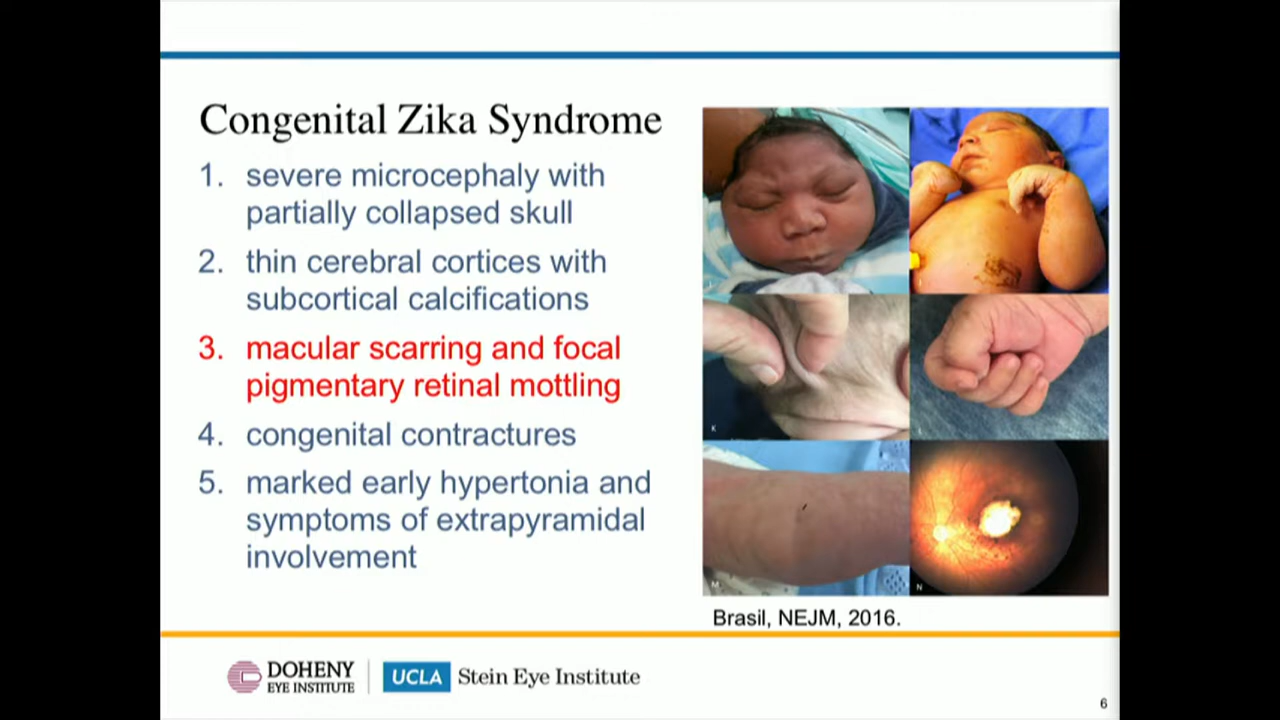 Congenital Zika Syndrome
1. severe microcephaly with
partially collapsed skull
2. thin cerebral cortices with
subcortical calcifications
3. macular scarring and focal
pigmentary retinal mottling
4. congenital contractures
5. marked early hypertonia and
symptoms of extrapyramidal
involvement
K
M
N
Brasil, NEJM, 2016.
DOHENY
EYE INSTITUTE
UCLA
Stein Eye Institute
6